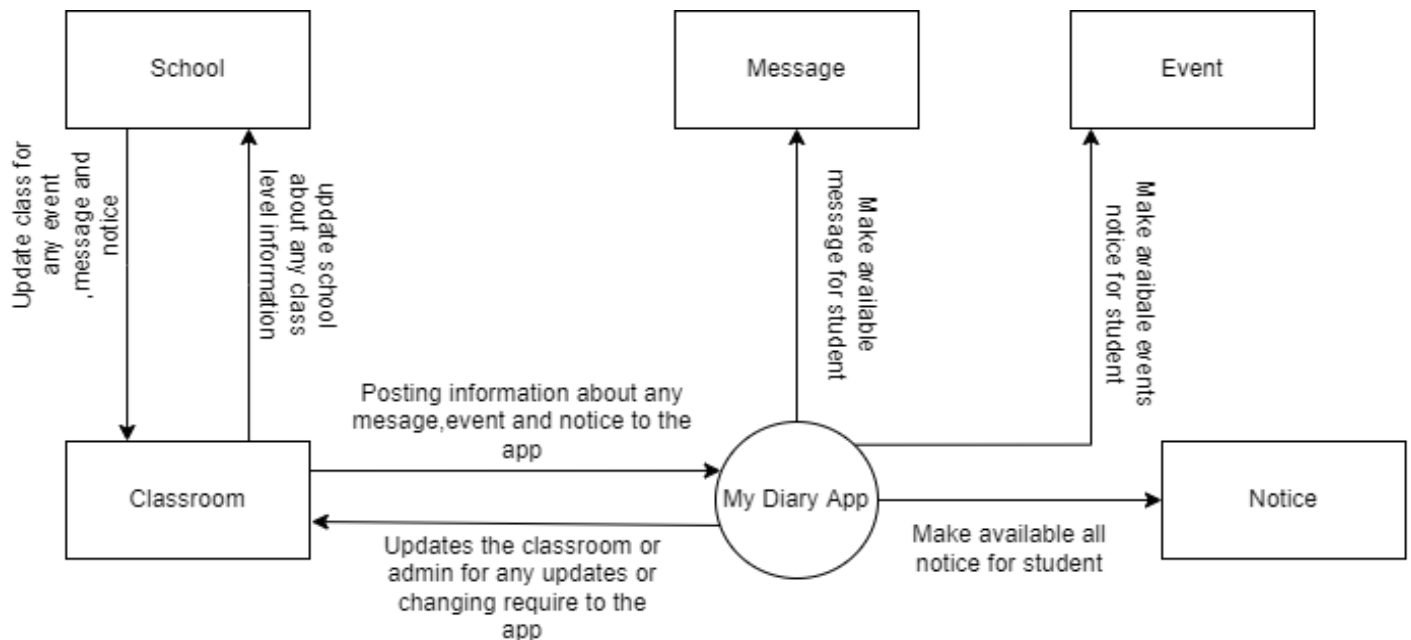 School
Message
Event
Update class for
any event
,message and
notice
update school
about any class
level information
Make available
message for student
Make avaibale events
notice for student
Posting information about any
mesage,event and notice to the
app
Classroom
My Diary App
Notice
Updates the classroom or
admin for any updates or
changing require to the
app
Make available all
notice for student